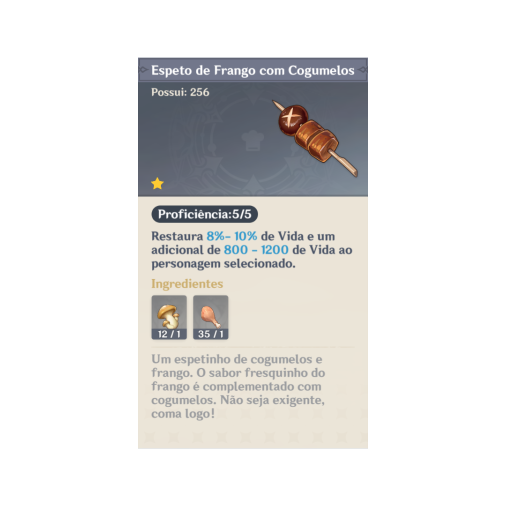 Espeto de Frango com Cogumelos
Possui: 256
Proficiência:5/5
Restaura 8%- 10% de Vida e um
adicional de 800 - 1200 de Vida ao
personagem selecionado.
Ingredientes
12 / 1 35 / 1
Um espetinho de cogumelos e
frango. O sabor fresquinho do
frango é complementado com
cogumelos. Não seja exigente,
coma logo!